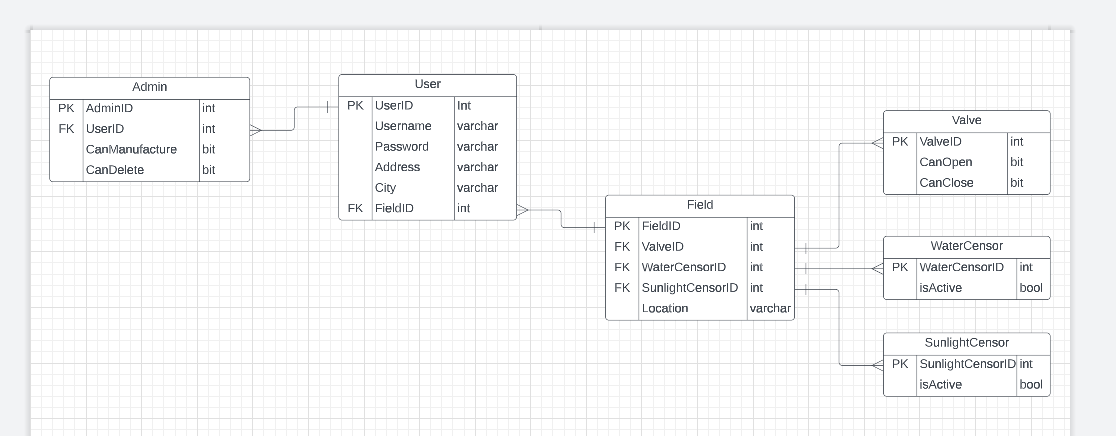 Admin
PK AdminID int
FK UserID int
CanManufacture bit
CanDelete bit
User
PK UserID Int
Username varchar
Password varchar
Address varchar
City varchar
FK FieldID int
Field
PK FieldID int
FK ValveID int
FK WaterCensorID int
FK SunlightCensorID int
Location varchar
Valve
PK ValveID int
CanOpen bit
CanClose bit
WaterCensor
PK WaterCensorID int
isActive bool
SunlightCensor
PK SunlightCensorID int
isActive bool